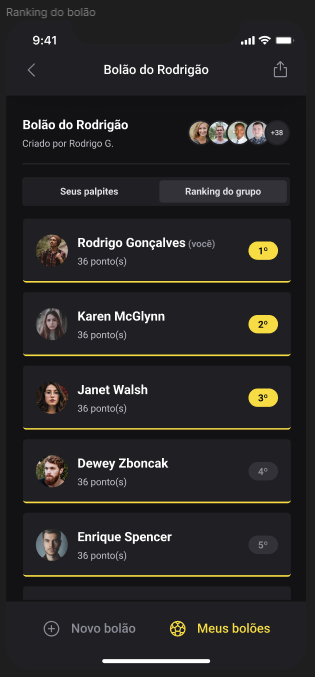 Ranking do bolão
9:41
Bolão do Rodrigão
Bolão do Rodrigão
Criado por Rodrigo G.
+38
Seus palpites
Ranking do grupo
Rodrigo Gonçalves (você)
36 ponto(s)
1º
Karen McGlynn
36 ponto(s)
2º
Janet Walsh
36 ponto(s)
3º
Dewey Zboncak
36 ponto(s)
4º
Enrique Spencer
36 ponto(s)
5º
Novo bolão
Meus bolões